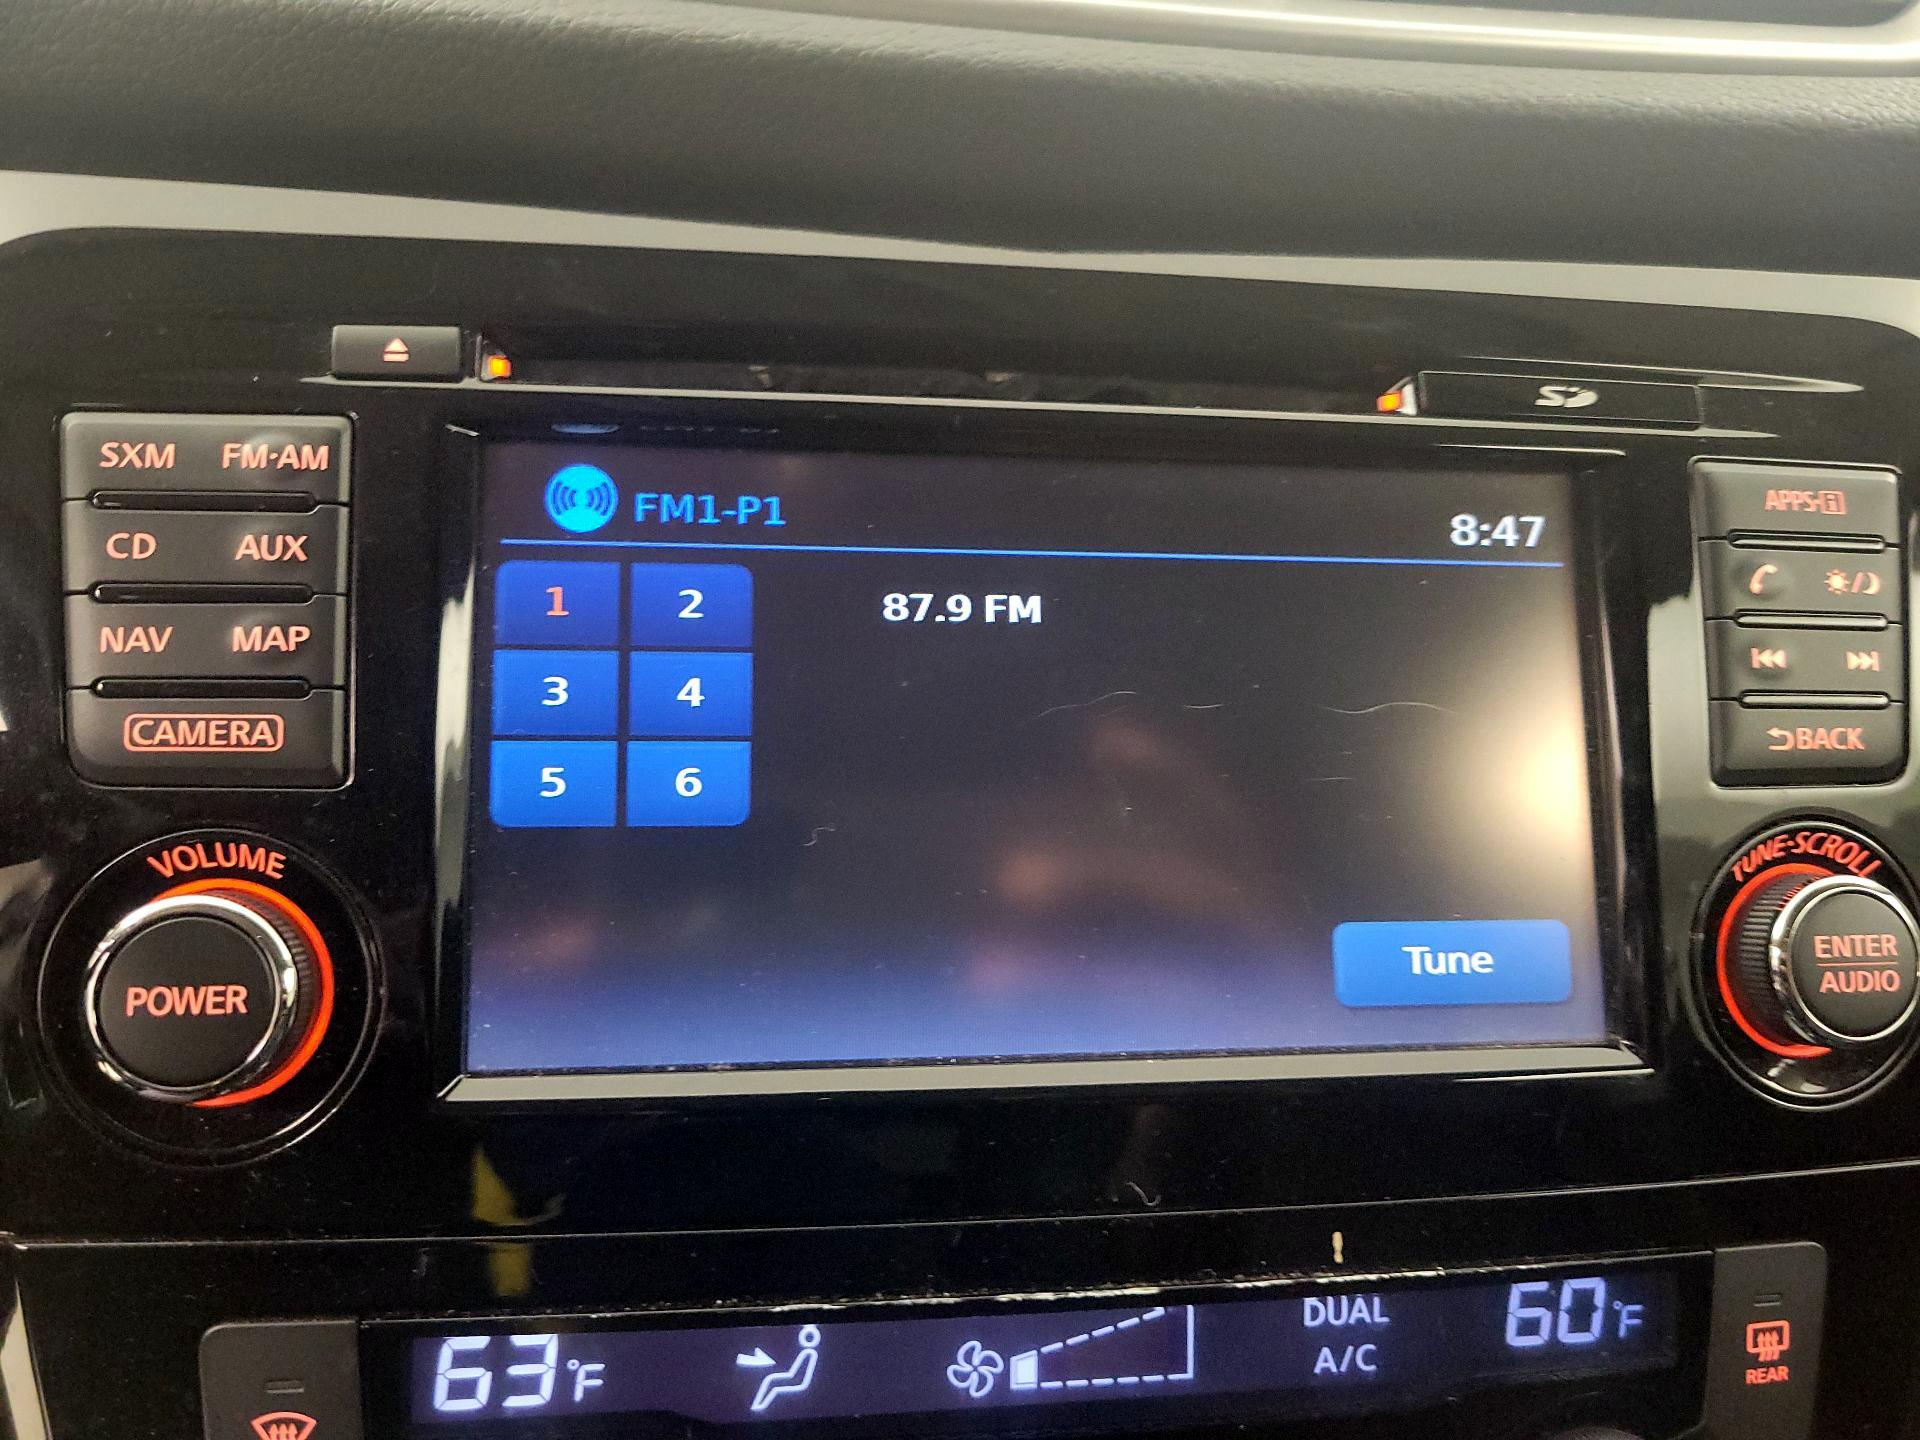 SD
SXM FM·AM
CD AUX
NAV MAP
CAMERA
VOLUME
POWER
FM1-P1
8:47
1 2
3 4
5 6
87.9 FM
Tune
APPS·i
BACK
TUNE·SCROLL
ENTER
AUDIO
63°F
DUAL
A/C
60°F
REAR